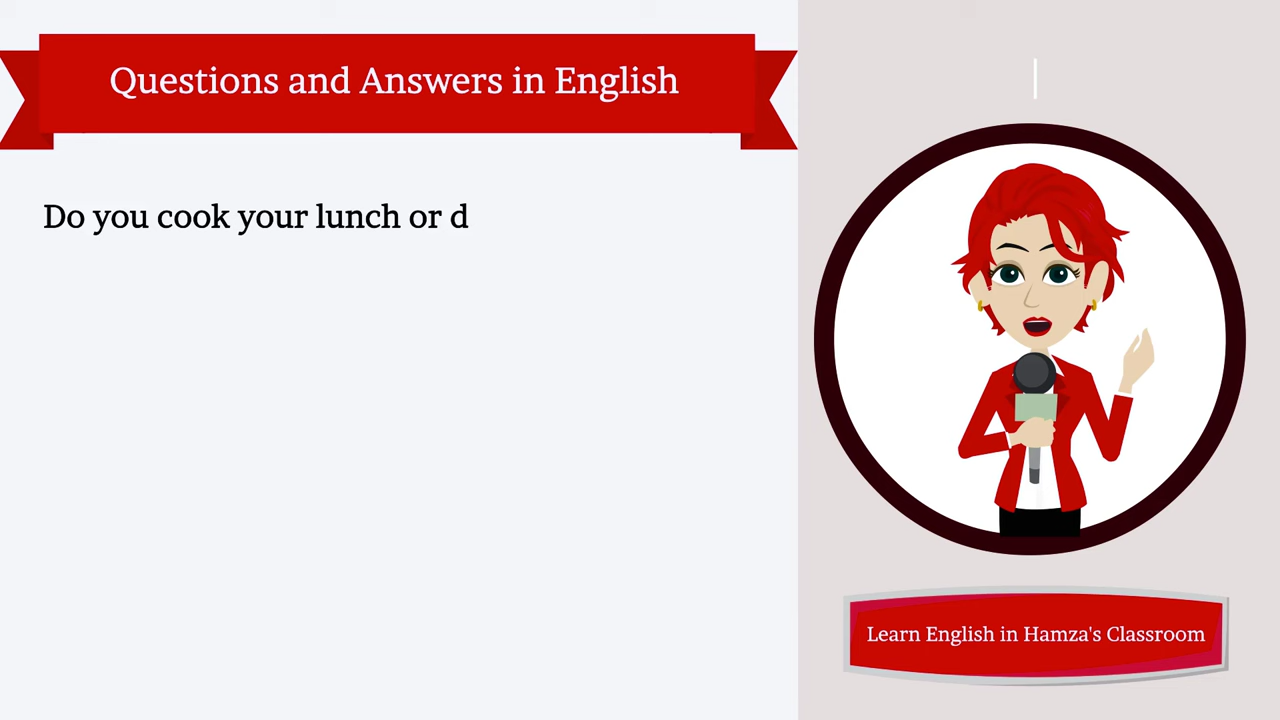 Questions and Answers in English
Do you cook your lunch or d
Learn English in Hamza's Classroom